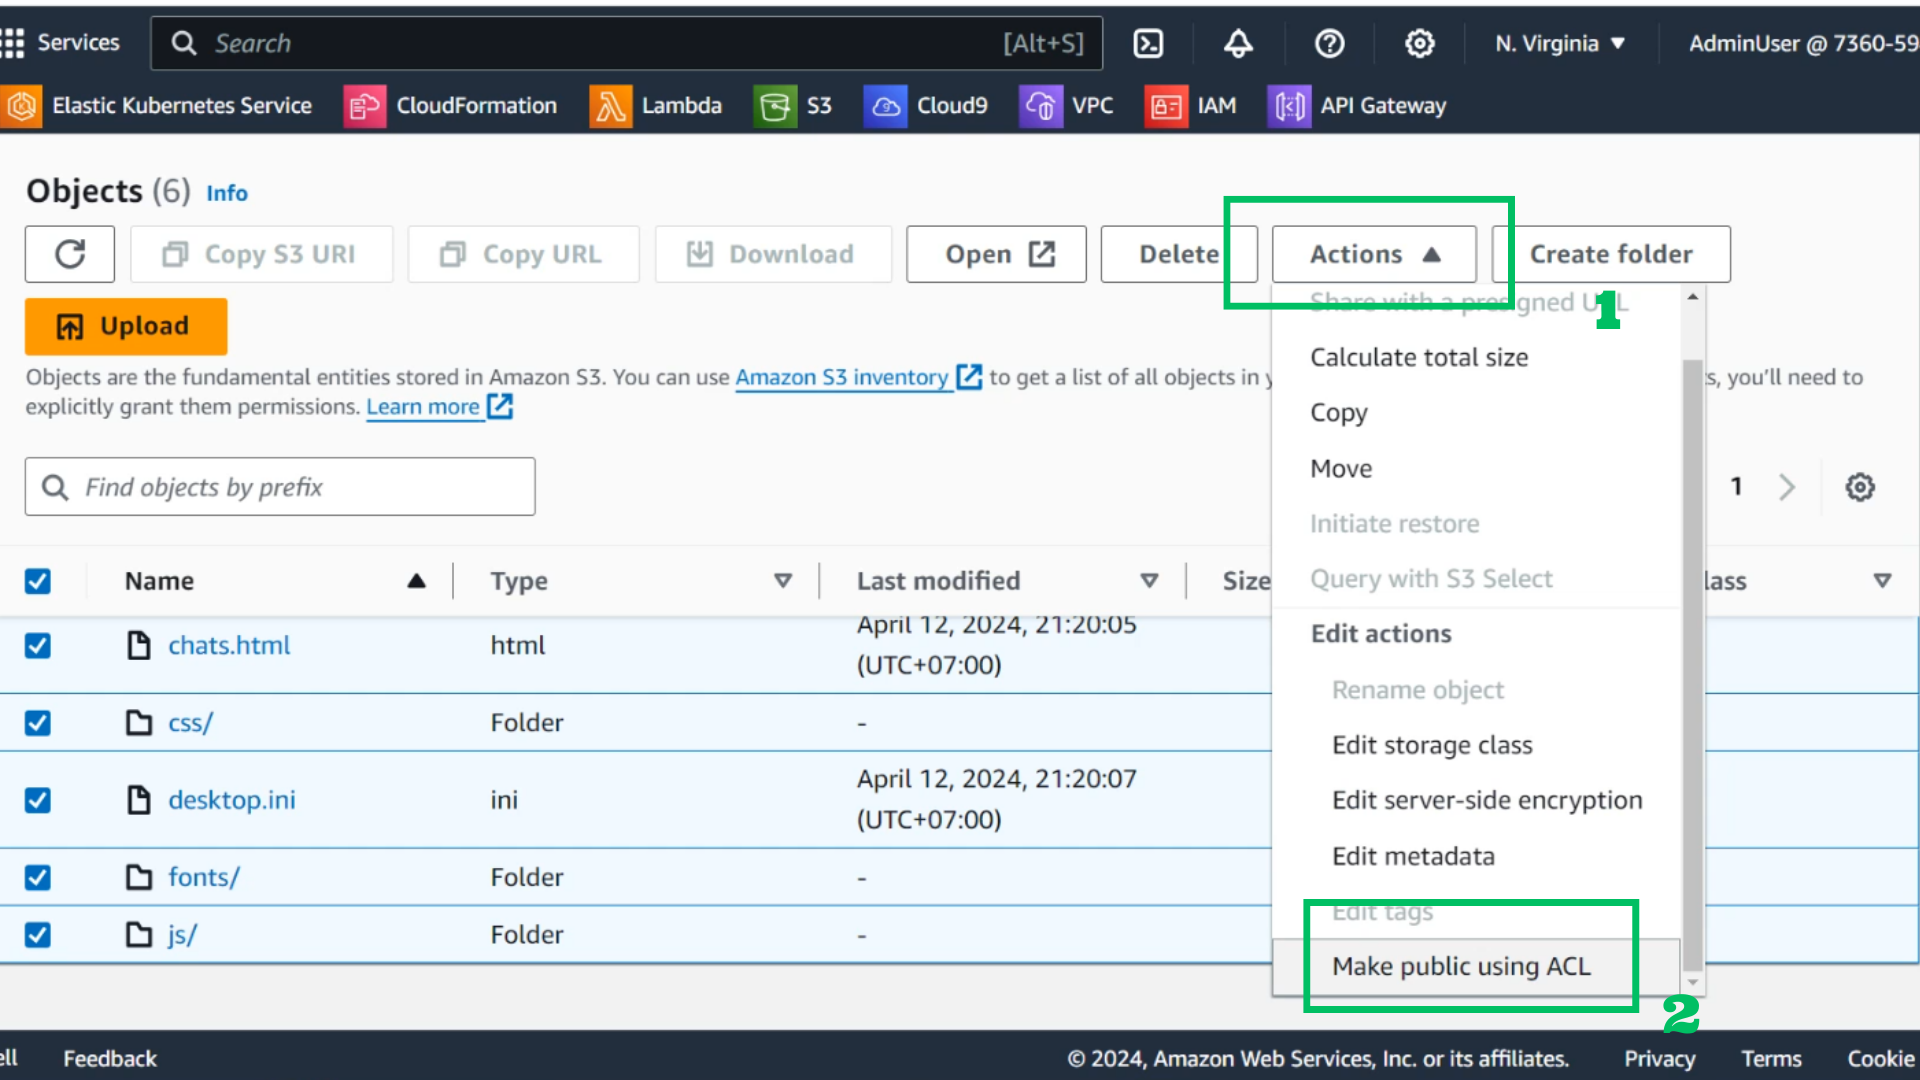 Services
Search
[Alt+S]
N. Virginia
AdminUser @ 7360-59
Elastic Kubernetes Service
CloudFormation
Lambda
S3
Cloud9
VPC
IAM
API Gateway
Objects (6) Info
Copy S3 URI
Copy URL
Download
Open
Delete
Actions
Create folder
Upload
1
Share with a presigned URL
Calculate total size
Copy
Move
Initiate restore
Query with S3 Select
Edit actions
Rename object
Edit storage class
Edit server-side encryption
Edit metadata
Edit tags
Make public using ACL
2
Objects are the fundamental entities stored in Amazon S3. You can use Amazon S3 inventory to get a list of all objects in you'll need to
explicitly grant them permissions. Learn more
Find objects by prefix
1
Name Type Last modified Size lass
chats.html html April 12, 2024, 21:20:05
(UTC+07:00)
css/ Folder -
desktop.ini ini April 12, 2024, 21:20:07
(UTC+07:00)
fonts/ Folder -
js/ Folder -
ell Feedback © 2024, Amazon Web Services, Inc. or its affiliates. Privacy Terms Cookie